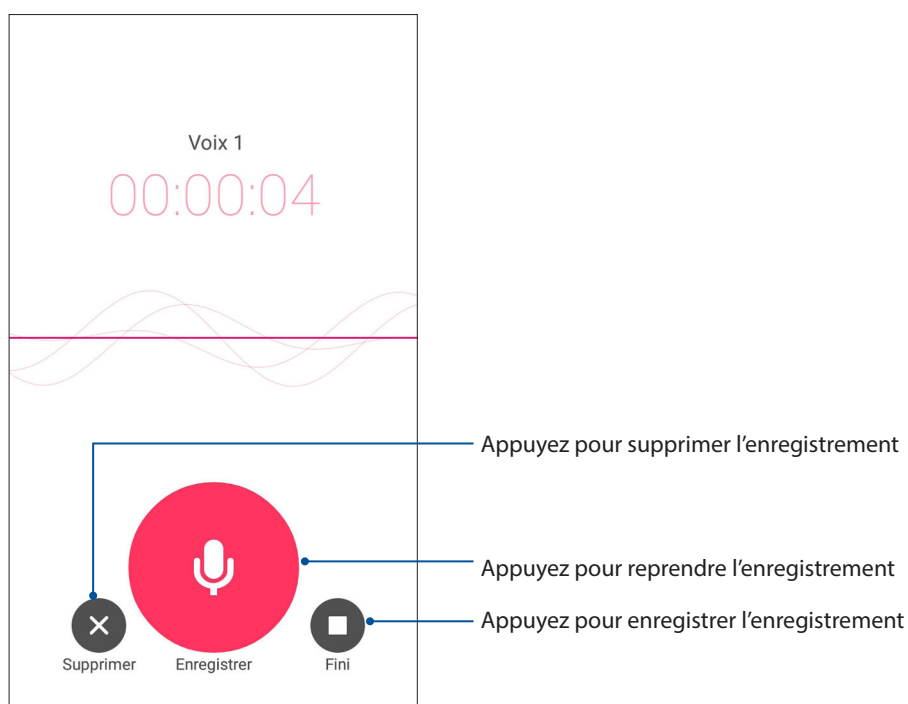 Voix 1
00:00:04
Appuyez pour supprimer l’enregistrement
Appuyez pour reprendre l’enregistrement
Appuyez pour enregistrer l’enregistrement
Supprimer
Enregistrer
Fini